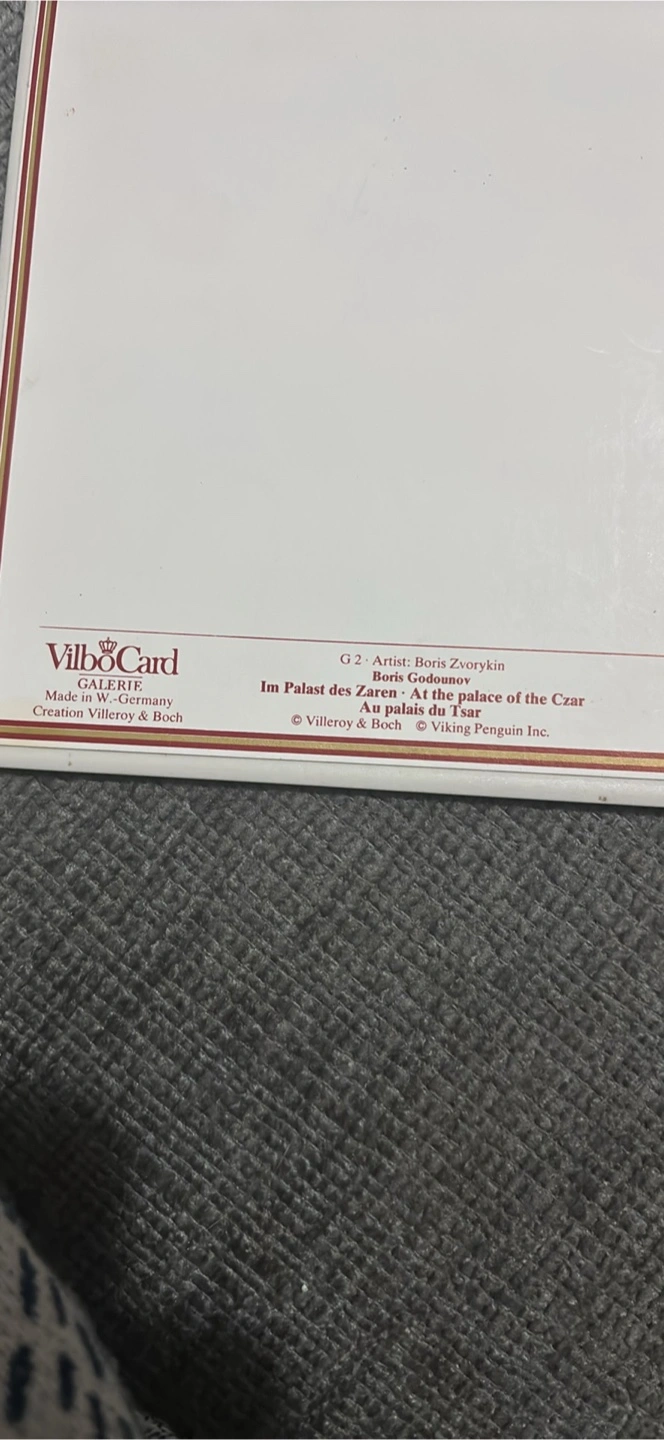 VilboCard
GALERIE
Made in W.-Germany
Creation Villeroy & Boch
G 2 · Artist: Boris Zvorykin
Boris Godounov
Im Palast des Zaren · At the palace of the Czar
Au palais du Tsar
© Villeroy & Boch © Viking Penguin Inc.